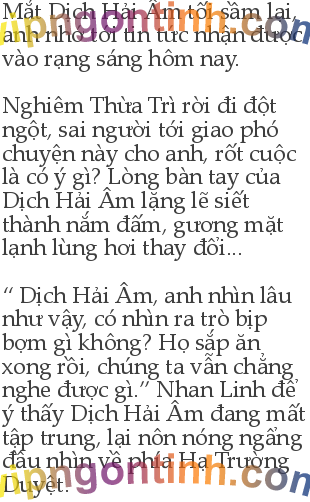 Mắt Dịch Hải Âm tối sầm lại,
anh nhớ tới tin tức nhận được
vào rạng sáng hôm nay.

Nghiêm Thừa Trì rời đi đột
ngột, sai người tới giao phó
chuyện này cho anh, rốt cuộc
là có ý gì? Lòng bàn tay của
Dịch Hải Âm lặng lẽ siết
thành nắm đấm, gương mặt
lạnh lùng hơi thay đổi...

“ Dịch Hải Âm, anh nhìn lâu
như vậy, có nhìn ra trò bịp
bợm gì không? Họ sắp ăn
xong rồi, chúng ta vẫn chẳng
nghe được gì.” Nhan Linh để
ý thấy Dịch Hải Âm đang mất
tập trung, lại nôn nóng ngẩng
đầu nhìn về phía Hạ Trường
Duyệt.
vipngontinh.com
vipngontinh.com